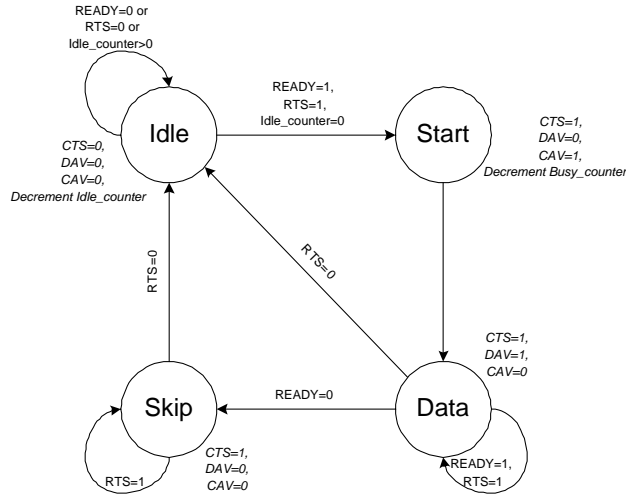 READY=0 or
RTS=0 or
Idle_counter>0
READY=1,
RTS=1,
Idle_counter=0
Idle
Start
CTS=0,
DAV=0,
CAV=0,
Decrement Idle_counter
CTS=1,
DAV=0,
CAV=1,
Decrement Busy_counter
RTS=0
RTS=0
CTS=1,
DAV=1,
CAV=0
READY=0
Skip
Data
RTS=1
CTS=1,
DAV=0,
CAV=0
READY=1,
RTS=1